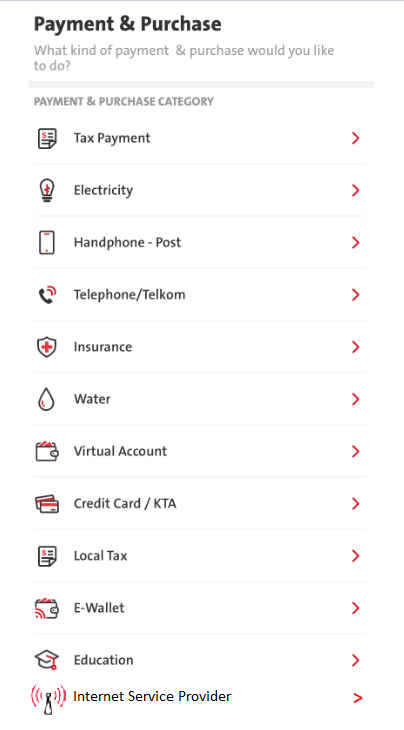 Payment & Purchase
What kind of payment & purchase would you like
to do?
PAYMENT & PURCHASE CATEGORY
Tax Payment
Electricity
Handphone - Post
Telephone/Telkom
Insurance
Water
Virtual Account
Credit Card / KTA
Local Tax
E-Wallet
Education
Internet Service Provider